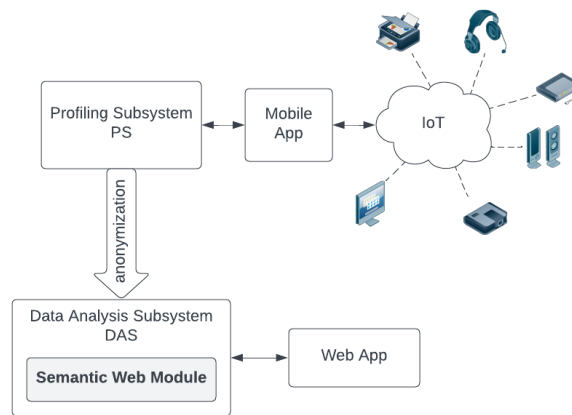 Profiling Subsystem
PS
Mobile
App
IoT
anonymization
Data Analysis Subsystem
DAS
Semantic Web Module
Web App